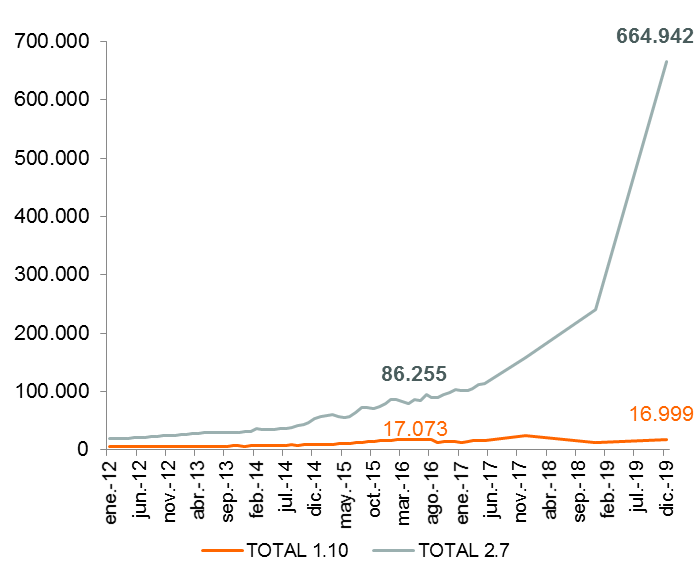 700.000
600.000
500.000
400.000
300.000
200.000
100.000
0
664.942
86.255
17.073
16.999
ene.-12
jun.-12
nov.-12
abr.-13
sep.-13
feb.-14
jul.-14
dic.-14
may.-15
oct.-15
mar.-16
ago.-16
ene.-17
jun.-17
nov.-17
abr.-18
sep.-18
feb.-19
jul.-19
dic.-19
TOTAL 1.10
TOTAL 2.7